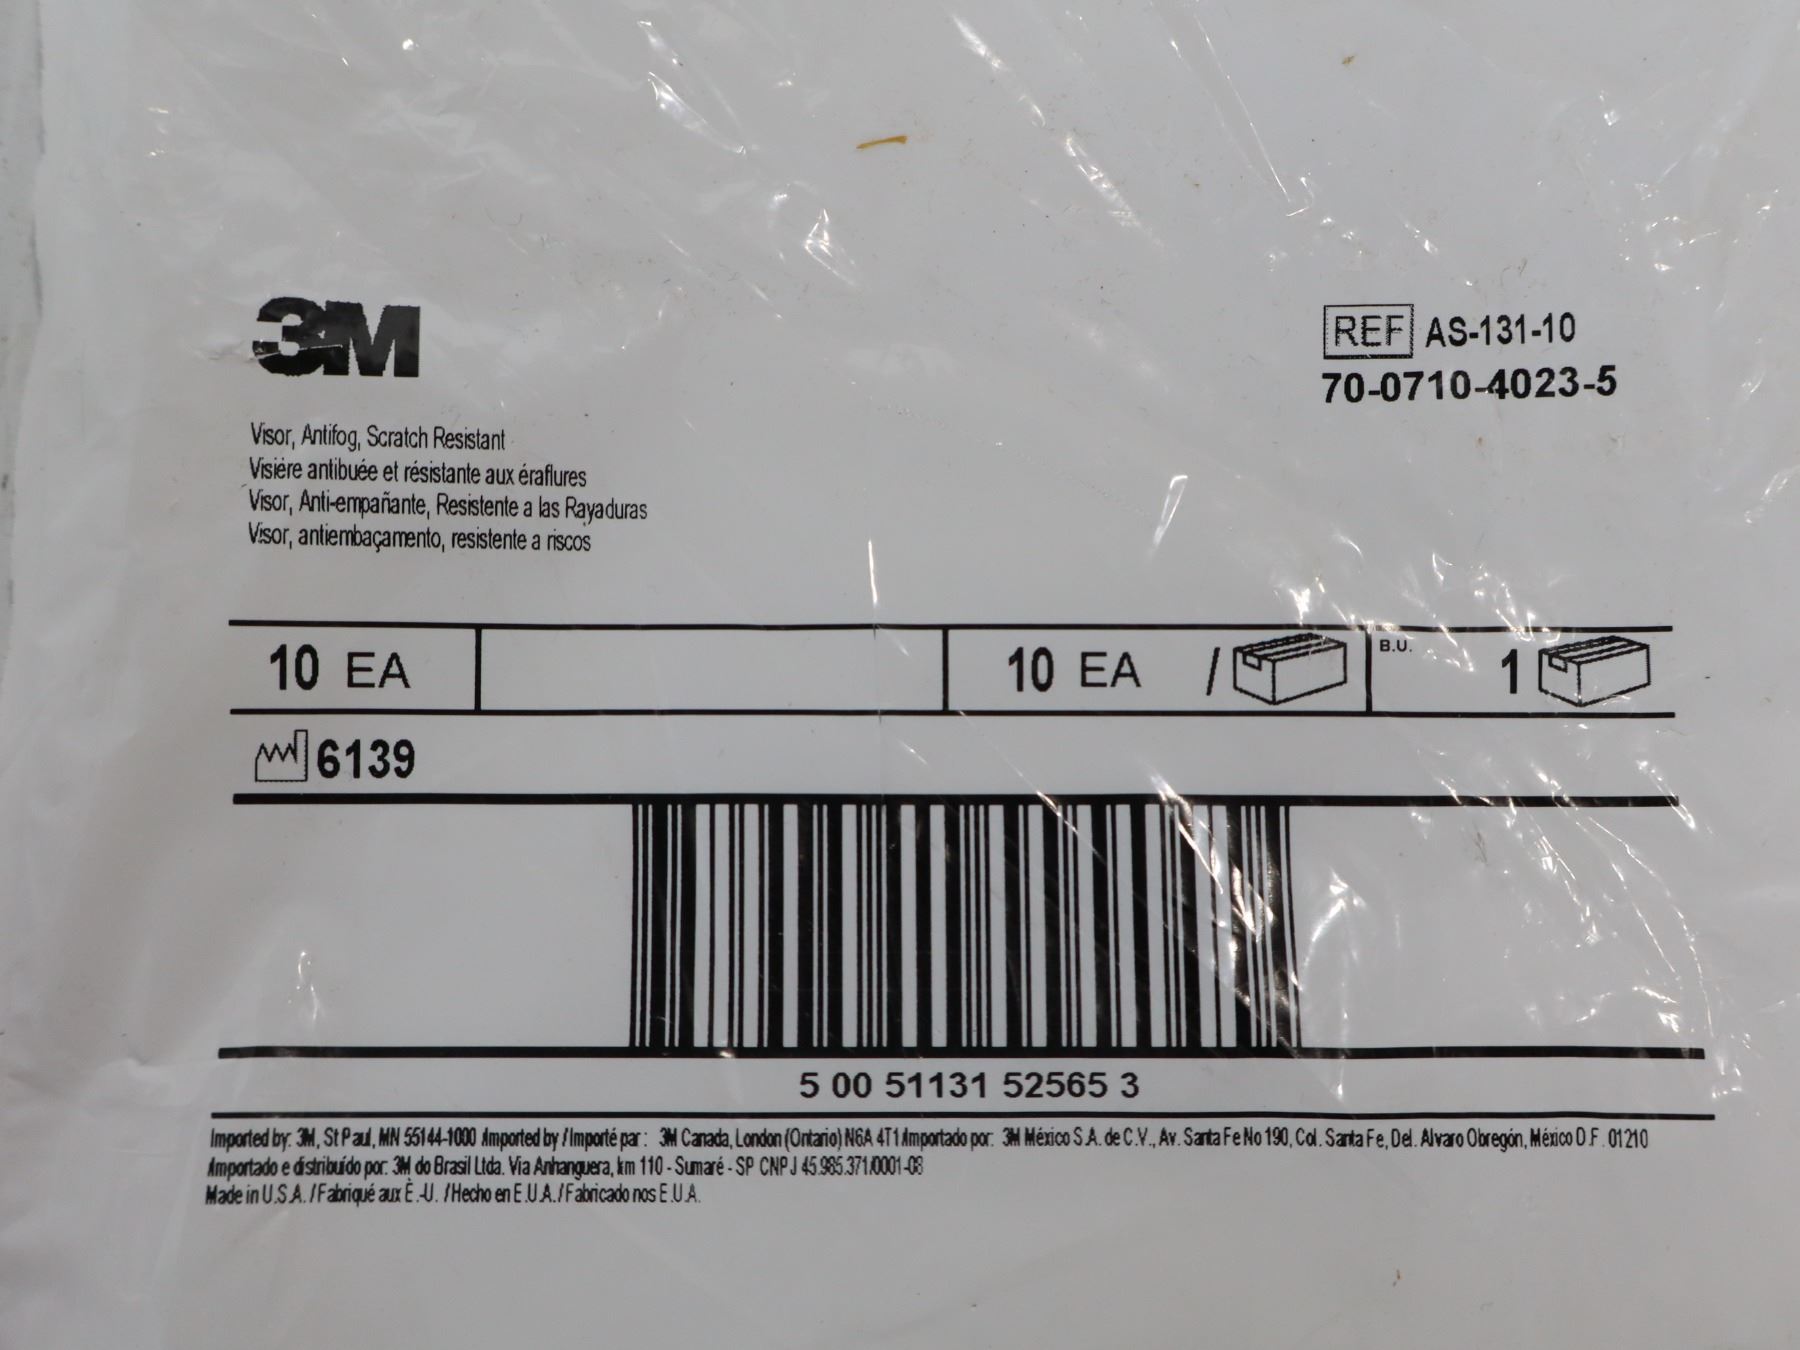 3M
REF AS-131-10
70-0710-4023-5
Visor, Antifog, Scratch Resistant
Visière antibuée et résistante aux éraflures
Visor, Anti-empañante, Resistente a las Rayaduras
Visor, antiembaçamento, resistente a riscos
10 EA 10 EA / B.U. 1
6139
5 00 51131 52565 3
Imported by: 3M, St Paul, MN 55144-1000 /Imported by / Importé par : 3M Canada, London (Ontario) N6A 4T1 /Importado por: 3M México S.A. de C.V., Av. Santa Fe No 190, Col. Santa Fe, Del. Alvaro Obregón, México D.F. 01210
/Importado e distribuído por: 3M do Brasil Ltda. Via Anhanguera, km 110 - Sumaré - SP CNPJ 45.985.371/0001-08
Made in U.S.A. / Fabriqué aux É.-U. / Hecho en E.U.A. / Fabricado nos E.U.A.